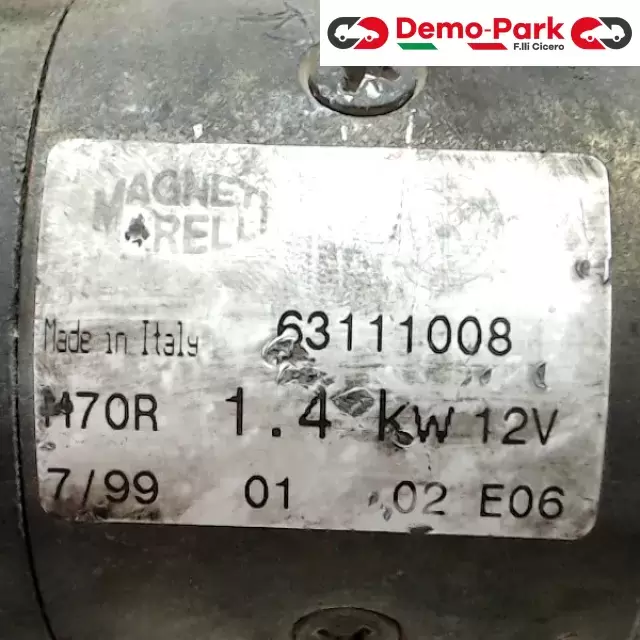 Demo-Park
F.lli Cicero
MAGNETI
MARELLI
Made in Italy 63111008
M70R 1.4 kW 12V
7/99 01 02 E06